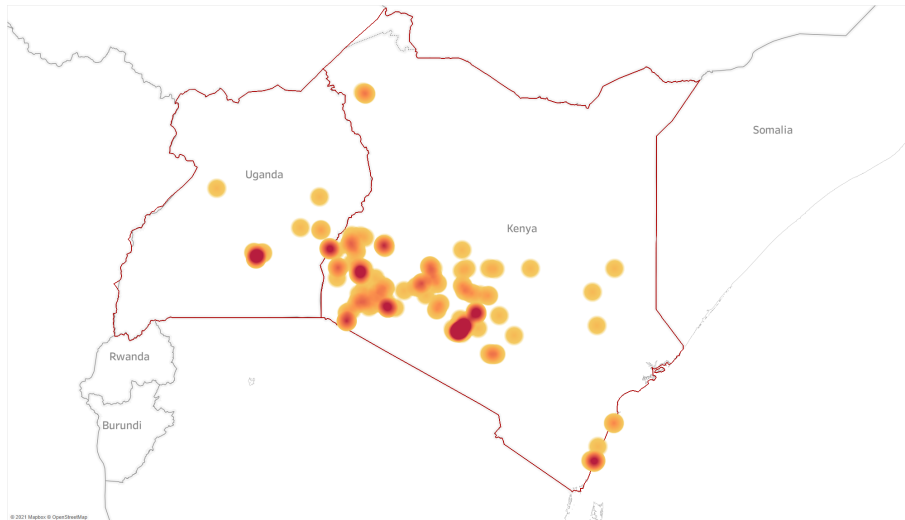 Somalia
Uganda
Kenya
Rwanda
Burundi
© 2021 Mapbox © OpenStreetMap